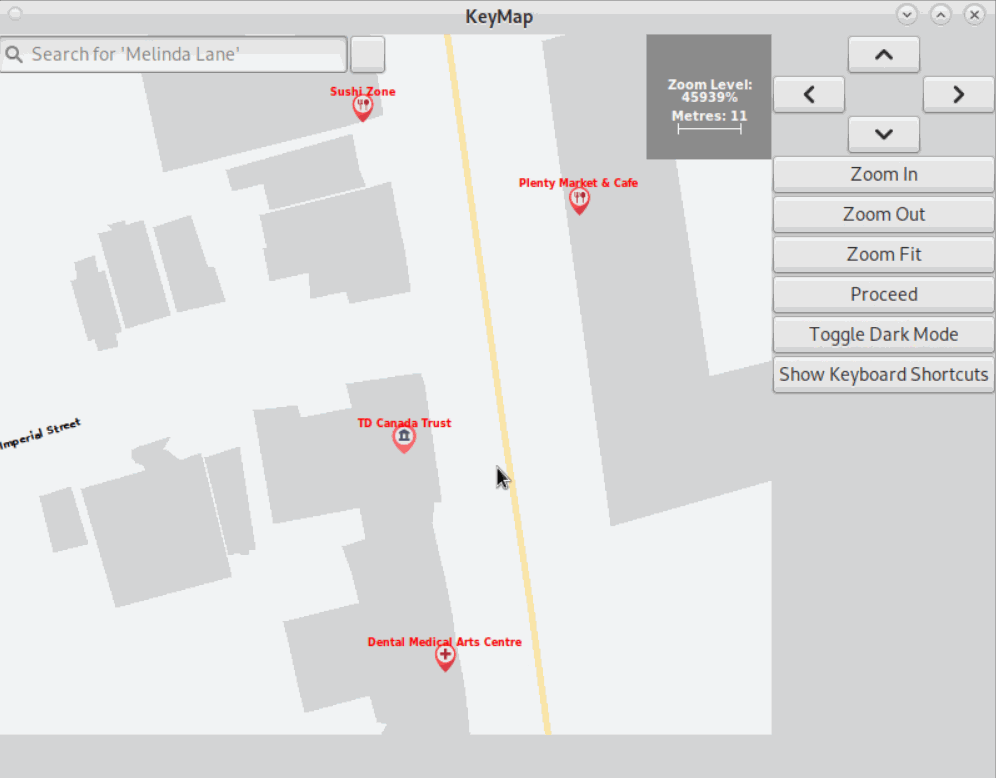 KeyMap
Search for 'Melinda Lane'
Sushi Zone
Zoom Level:
45939%
Metres: 11
Plenty Market & Cafe
Zoom In
Zoom Out
Zoom Fit
Proceed
Toggle Dark Mode
Show Keyboard Shortcuts
TD Canada Trust
Imperial Street
Dental Medical Arts Centre